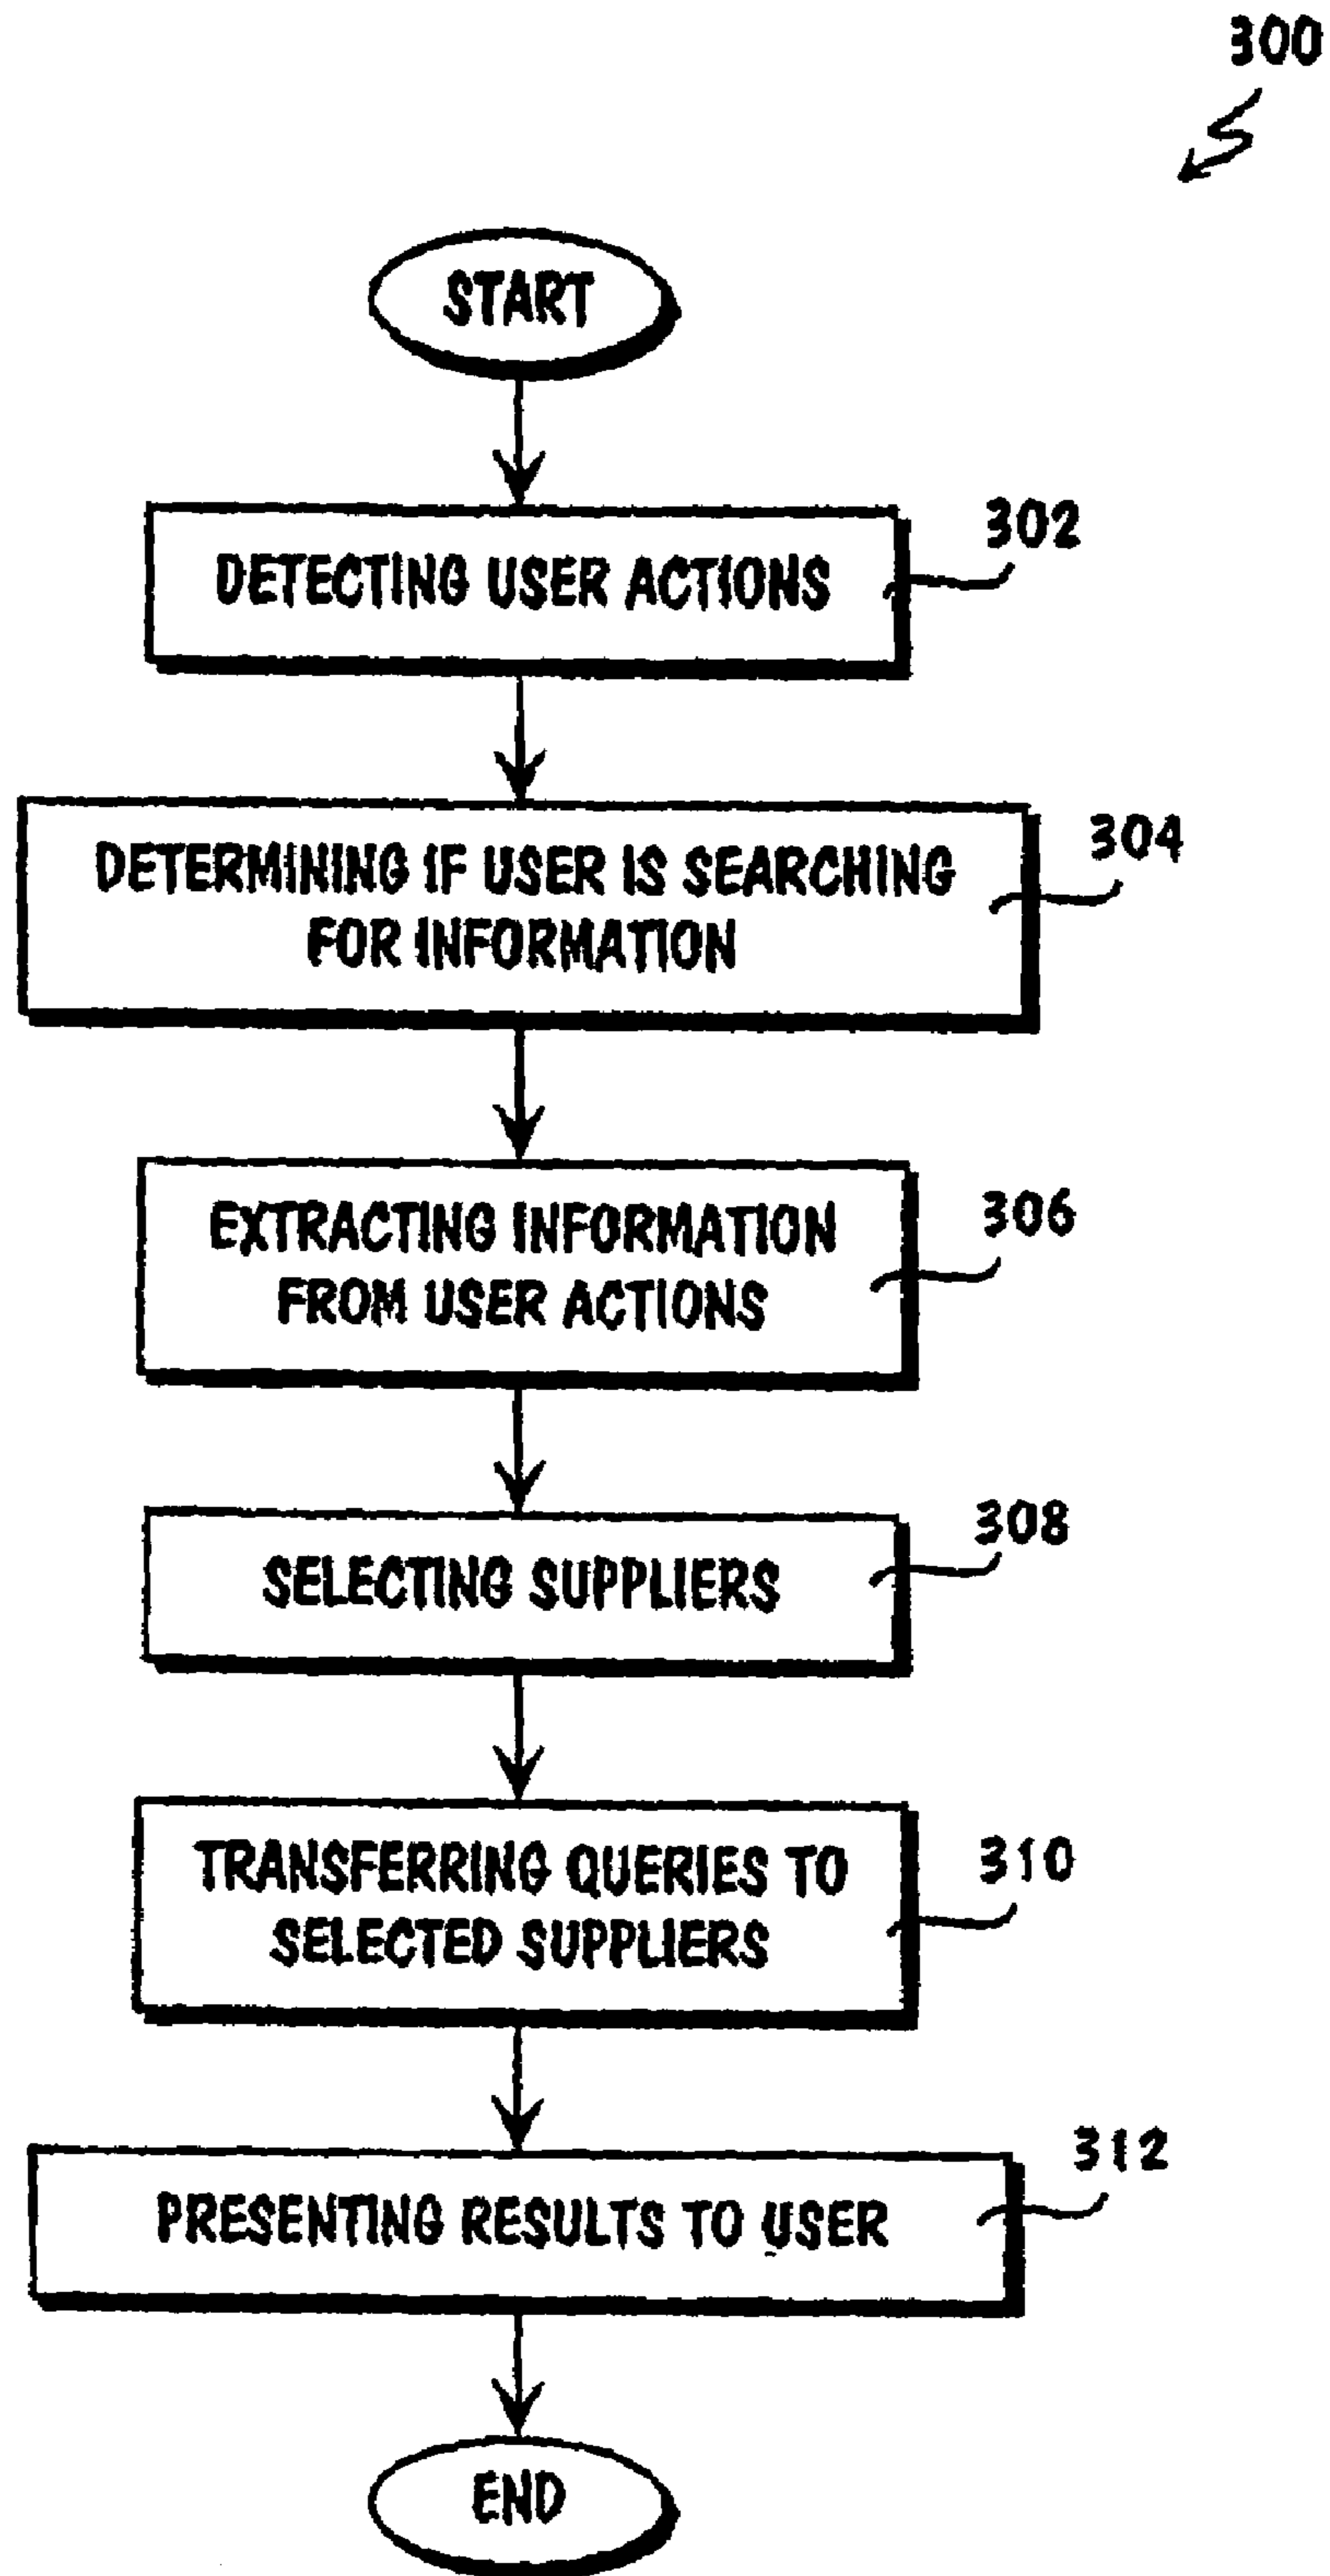 300
START
DETECTING USER ACTIONS
302
DETERMINING IF USER IS SEARCHING
FOR INFORMATION
304
EXTRACTING INFORMATION
FROM USER ACTIONS
306
SELECTING SUPPLIERS
308
TRANSFERRING QUERIES TO
SELECTED SUPPLIERS
310
PRESENTING RESULTS TO USER
312
END